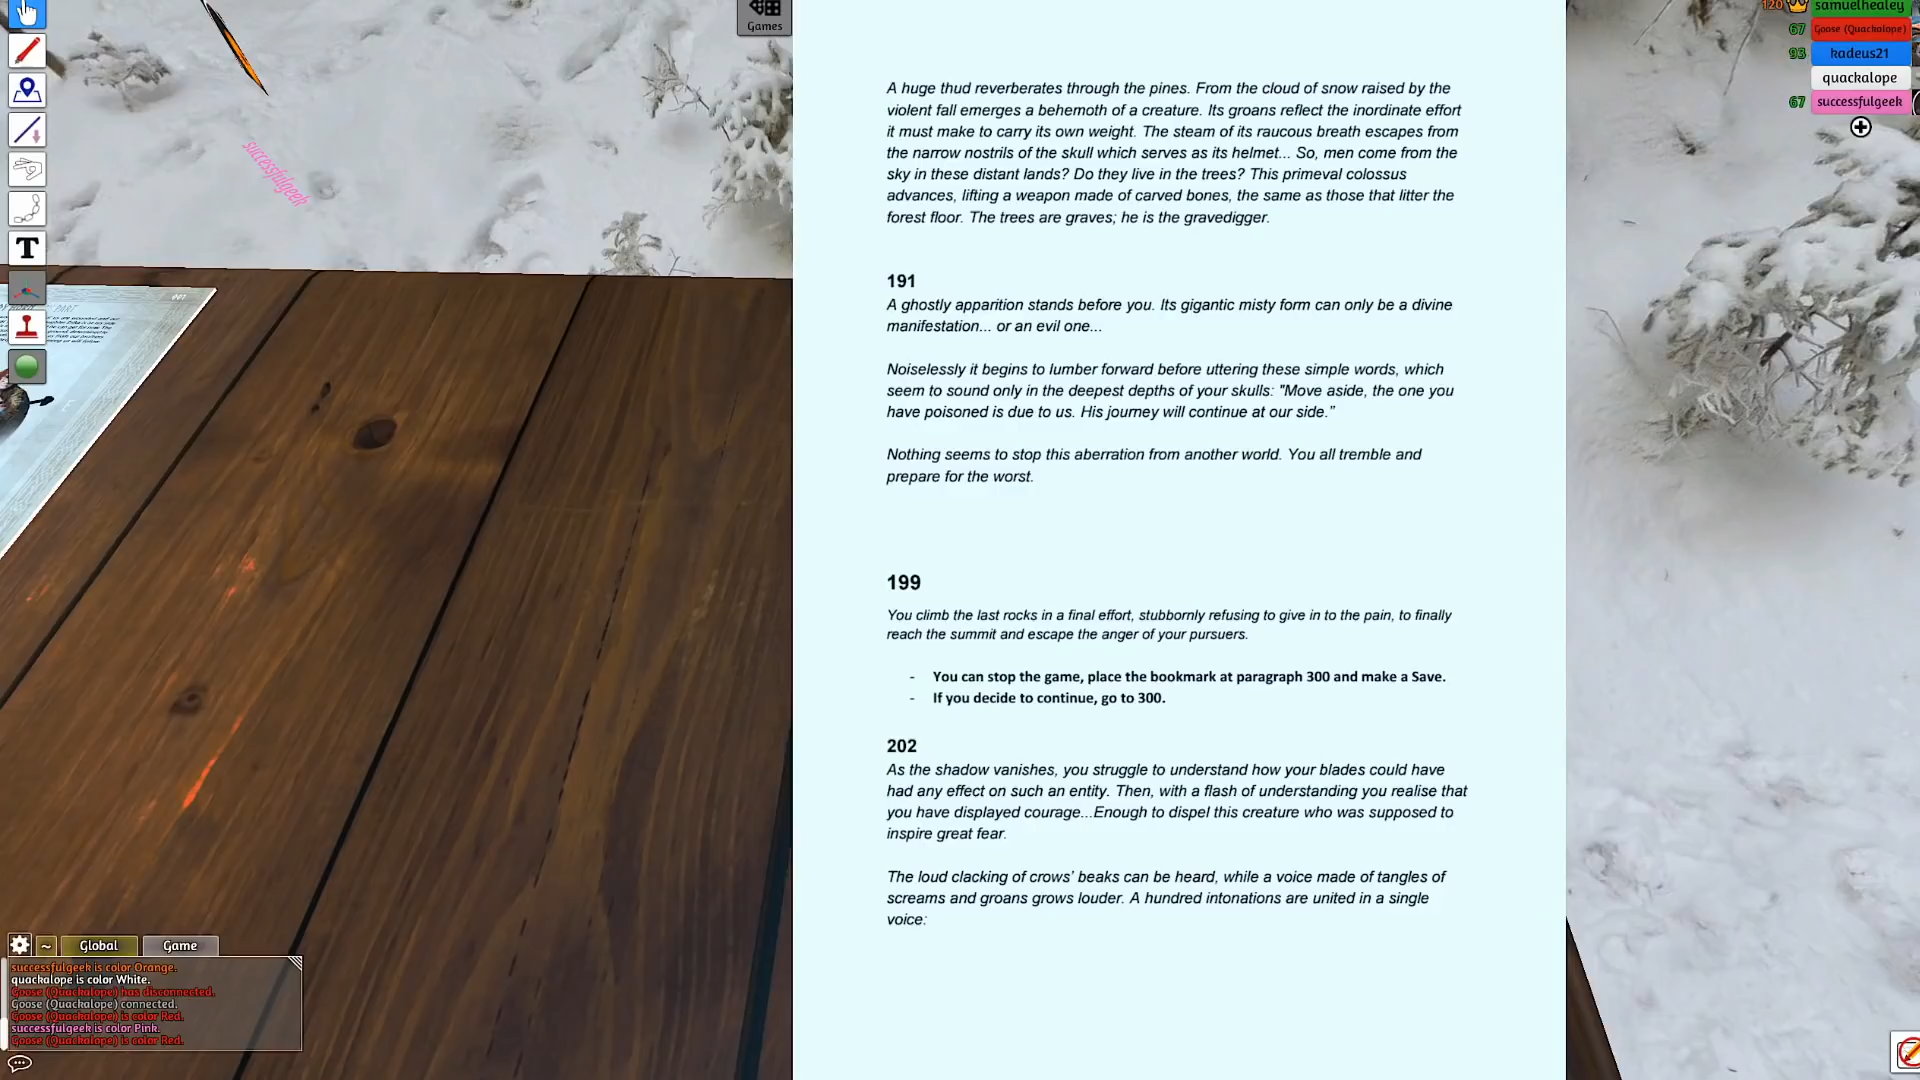 Games
120 samuelhealey
67 Goose (Quackalope)
93 kadeus21
quackalope
67 successfulgeek
successfulgeek
T
A huge thud reverberates through the pines. From the cloud of snow raised by the
violent fall emerges a behemoth of a creature. Its groans reflect the inordinate effort
it must make to carry its own weight. The steam of its raucous breath escapes from
the narrow nostrils of the skull which serves as its helmet... So, men come from the
sky in these distant lands? Do they live in the trees? This primeval colossus
advances, lifting a weapon made of carved bones, the same as those that litter the
forest floor. The trees are graves; he is the gravedigger.
191
A ghostly apparition stands before you. Its gigantic misty form can only be a divine
manifestation... or an evil one...
Noiselessly it begins to lumber forward before uttering these simple words, which
seem to sound only in the deepest depths of your skulls: "Move aside, the one you
have poisoned is due to us. His journey will continue at our side."
Nothing seems to stop this aberration from another world. You all tremble and
prepare for the worst.
199
You climb the last rocks in a final effort, stubbornly refusing to give in to the pain, to finally
reach the summit and escape the anger of your pursuers.
- You can stop the game, place the bookmark at paragraph 300 and make a Save.
- If you decide to continue, go to 300.
202
As the shadow vanishes, you struggle to understand how your blades could have
had any effect on such an entity. Then, with a flash of understanding you realise that
you have displayed courage...Enough to dispel this creature who was supposed to
inspire great fear.
The loud clacking of crows' beaks can be heard, while a voice made of tangles of
screams and groans grows louder. A hundred intonations are united in a single
voice:
~ Global Game
successfulgeek is color Orange.
quackalope is color White.
Goose (Quackalope) has disconnected.
Goose (Quackalope) connected.
Goose (Quackalope) is color Red.
successfulgeek is color Pink.
Goose (Quackalope) is color Red.